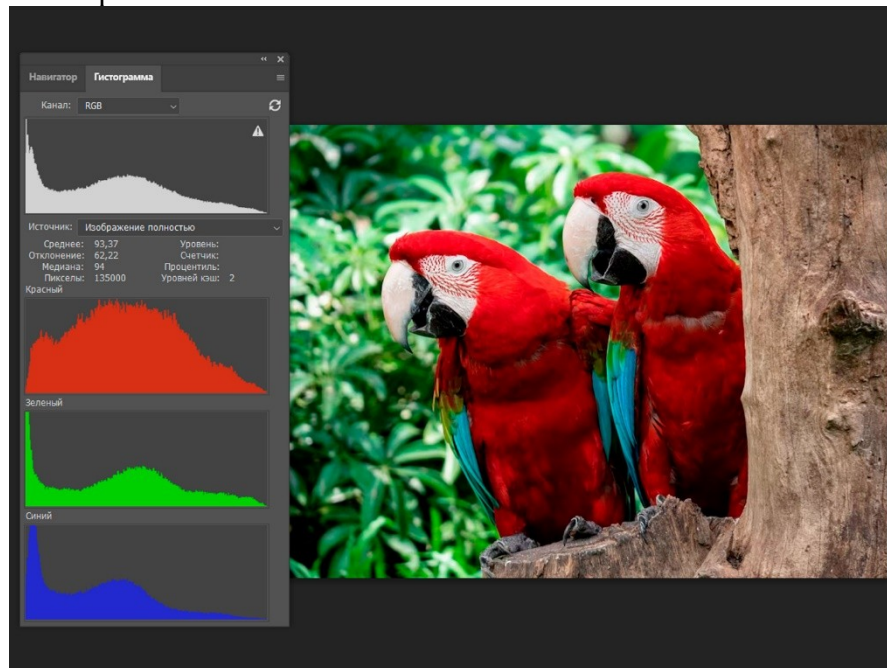 Навигатор Гистограмма
Канал: RGB
Источник: Изображение полностью
Среднее: 93,37 Уровень:
Отклонение: 62,22 Счетчик:
Медиана: 94 Процентиль:
Пикселы: 135000 Уровней кэш: 2
Красный
Зеленый
Синий